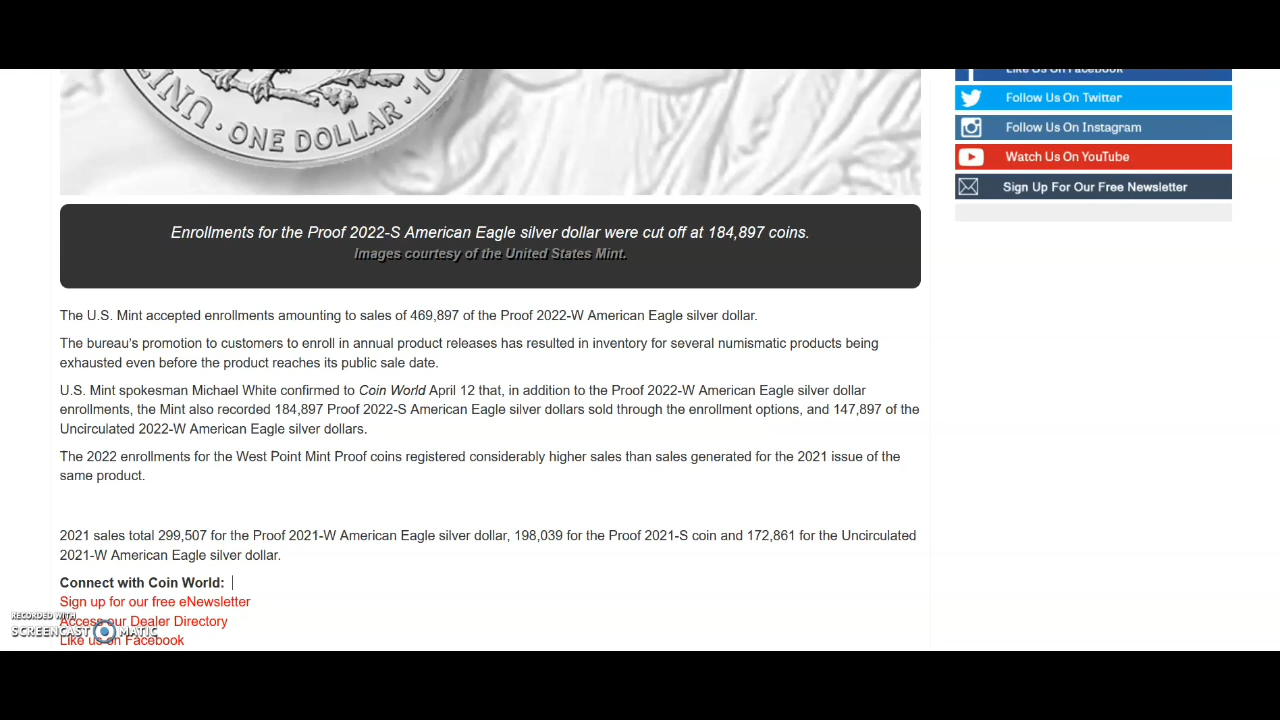 UNIT
· ONE DOLLAR ·
1 O
Like Us On Facebook
Follow Us On Twitter
Follow Us On Instagram
Watch Us On YouTube
Sign Up For Our Free Newsletter
Enrollments for the Proof 2022-S American Eagle silver dollar were cut off at 184,897 coins.
Images courtesy of the United States Mint.
The U.S. Mint accepted enrollments amounting to sales of 469,897 of the Proof 2022-W American Eagle silver dollar.
The bureau's promotion to customers to enroll in annual product releases has resulted in inventory for several numismatic products being
exhausted even before the product reaches its public sale date.
U.S. Mint spokesman Michael White confirmed to Coin World April 12 that, in addition to the Proof 2022-W American Eagle silver dollar
enrollments, the Mint also recorded 184,897 Proof 2022-S American Eagle silver dollars sold through the enrollment options, and 147,897 of the
Uncirculated 2022-W American Eagle silver dollars.
The 2022 enrollments for the West Point Mint Proof coins registered considerably higher sales than sales generated for the 2021 issue of the
same product.
2021 sales total 299,507 for the Proof 2021-W American Eagle silver dollar, 198,039 for the Proof 2021-S coin and 172,861 for the Uncirculated
2021-W American Eagle silver dollar.
Connect with Coin World:
Sign up for our free eNewsletter
Access our Dealer Directory
Like us on Facebook
RECORDED WITH
SCREENCAST MATIC